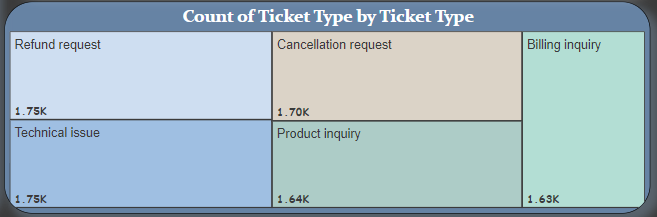 Count of Ticket Type by Ticket Type
Refund request
1.75K
Technical issue
1.75K
Cancellation request
1.70K
Product inquiry
1.64K
Billing inquiry
1.63K